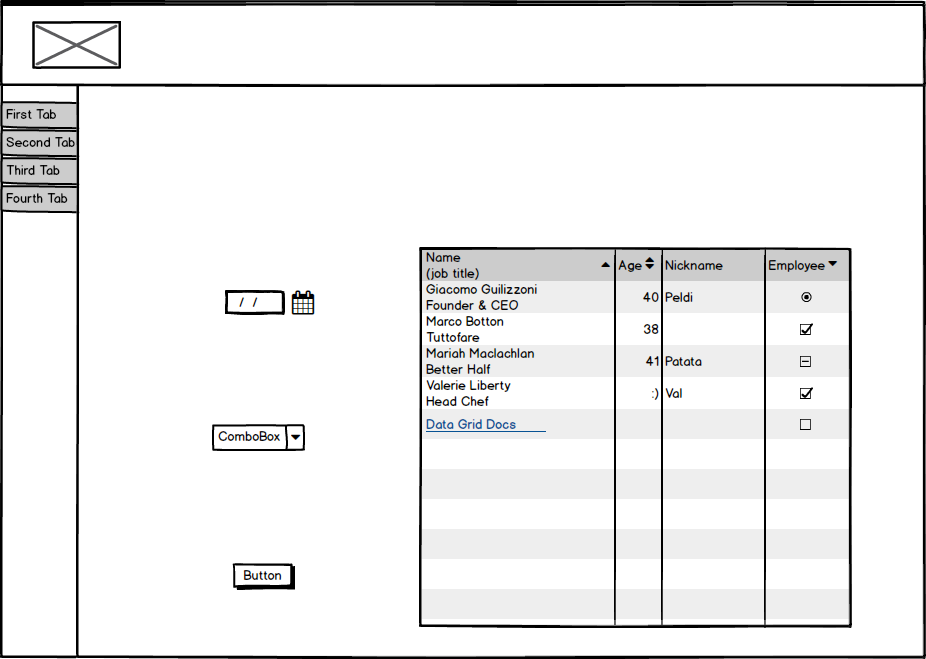 First Tab
Second Tab
Third Tab
Fourth Tab
/ /
ComboBox
Button
Name
(job title)
Age
Nickname
Employee
Giacomo Guilizzoni
Founder & CEO
40
Peldi
Marco Botton
Tuttofare
38
Mariah Maclachlan
Better Half
41
Patata
Valerie Liberty
Head Chef
:)
Val
Data Grid Docs